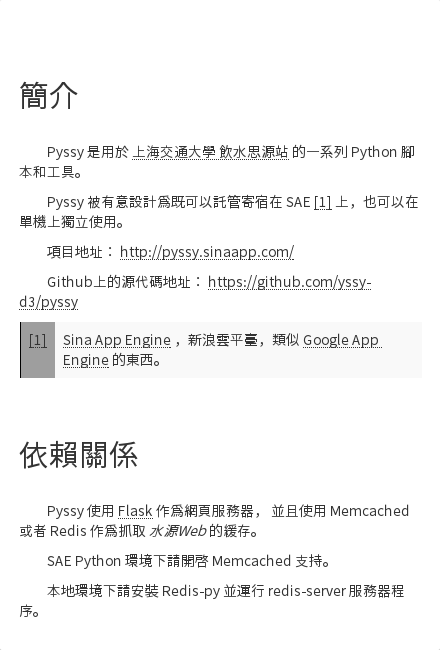 簡介
Pyssy 是用於 上海交通大學 飲水思源站 的一系列 Python 腳
本和工具。
Pyssy 被有意設計爲既可以託管寄宿在 SAE [1] 上，也可以在
單機上獨立使用。
項目地址： http://pyssy.sinaapp.com/
Github上的源代碼地址： https://github.com/yssy-
d3/pyssy
[1] Sina App Engine ，新浪雲平臺，類似 Google App
Engine 的東西。
依賴關係
Pyssy 使用 Flask 作爲網頁服務器， 並且使用 Memcached
或者 Redis 作爲抓取 水源Web 的緩存。
SAE Python 環境下請開啓 Memcached 支持。
本地環境下請安裝 Redis-py 並運行 redis-server 服務器程
序。